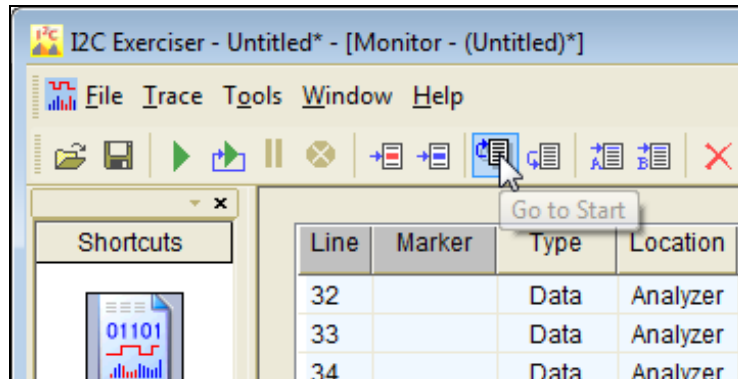 I2C Exerciser - Untitled* - [Monitor - (Untitled)*]
File Trace Tools Window Help
A B
Go to Start
Shortcuts
Line Marker Type Location
01101
32 Data Analyzer
33 Data Analyzer
34 Data Analyzer